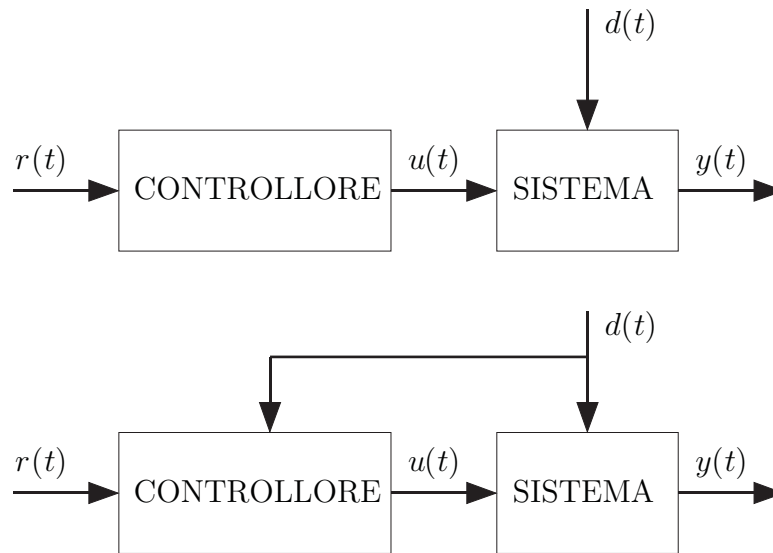 d(t)
r(t) u(t) y(t)
CONTROLLORE SISTEMA
d(t)
r(t) u(t) y(t)
CONTROLLORE SISTEMA